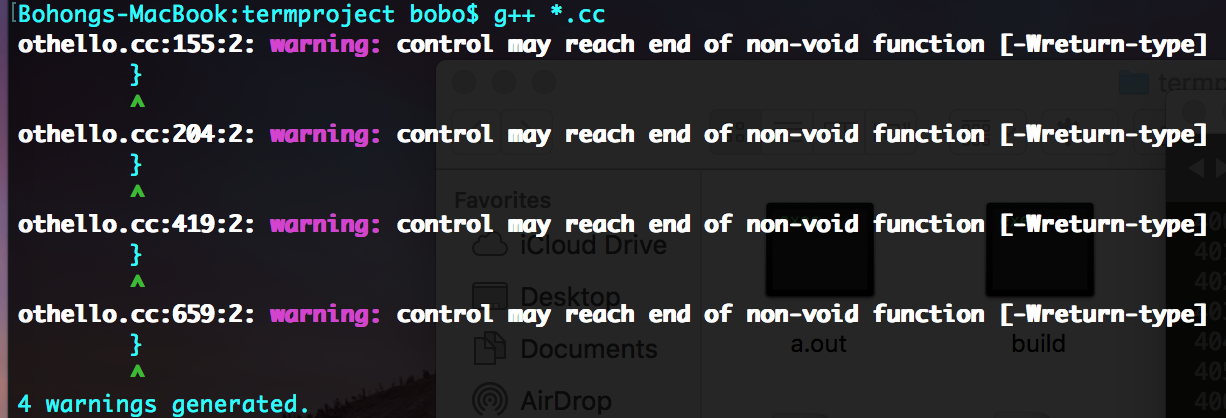 [Bohongs-MacBook:termproject bobo$ g++ *.cc
othello.cc:155:2: warning: control may reach end of non-void function [-Wreturn-type]
}
^
othello.cc:204:2: warning: control may reach end of non-void function [-Wreturn-type]
}
^
othello.cc:419:2: warning: control may reach end of non-void function [-Wreturn-type]
}
^
othello.cc:659:2: warning: control may reach end of non-void function [-Wreturn-type]
}
^
4 warnings generated.
Favorites
iCloud Drive
Desktop
Documents
AirDrop
a.out
build